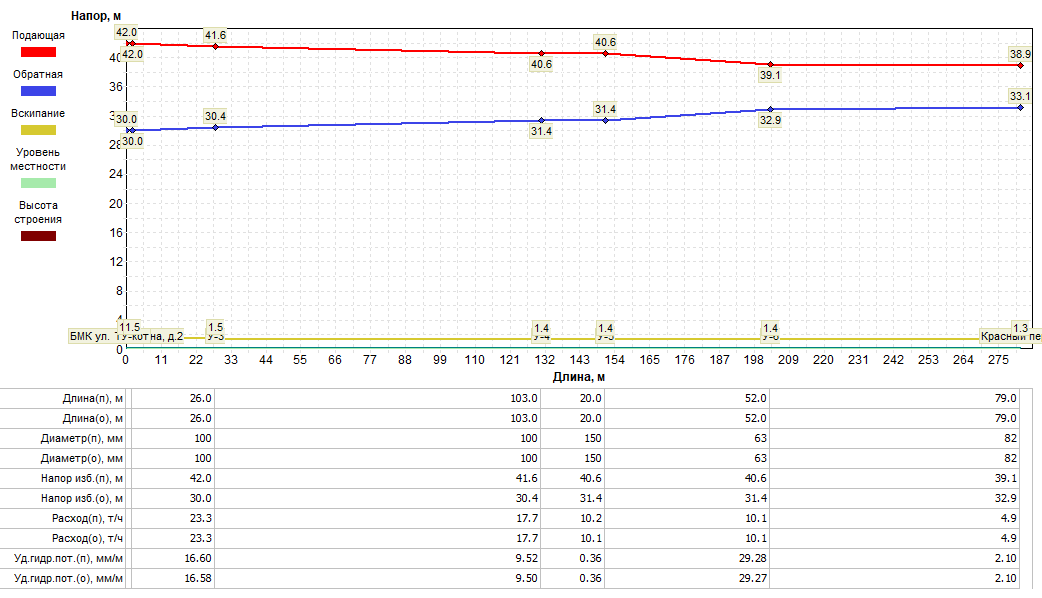 Напор, м
Подающая
Обратная
Вскипание
Уровень
местности
Высота
строения
42.0
42.0
41.6
40.6
40.6
39.1
38.9
30.0
30.0
30.4
31.4
31.4
32.9
33.1
40
36
28
24
20
16
12
8
4
0
11.5
1.5
1.4
1.4
1.4
1.3
БМК ул.
на, д.2
У-3
У-4
У-5
У-6
Красный пе
0 11 22 33 44 55 66 77 88 99 110 121 132 143 154 165 176 187 198 209 220 231 242 253 264 275
Длина, м
Длина(п), м 26.0 103.0 20.0 52.0 79.0
Длина(о), м 26.0 103.0 20.0 52.0 79.0
Диаметр(п), мм 100 100 150 63 82
Диаметр(о), мм 100 100 150 63 82
Напор изб.(п), м 42.0 41.6 40.6 40.6 39.1
Напор изб.(о), м 30.0 30.4 31.4 31.4 32.9
Расход(п), т/ч 23.3 17.7 10.2 10.1 4.9
Расход(о), т/ч 23.3 17.7 10.1 10.1 4.9
Уд.гидр.пот.(п), мм/м 16.60 9.52 0.36 29.28 2.10
Уд.гидр.пот.(о), мм/м 16.58 9.50 0.36 29.27 2.10